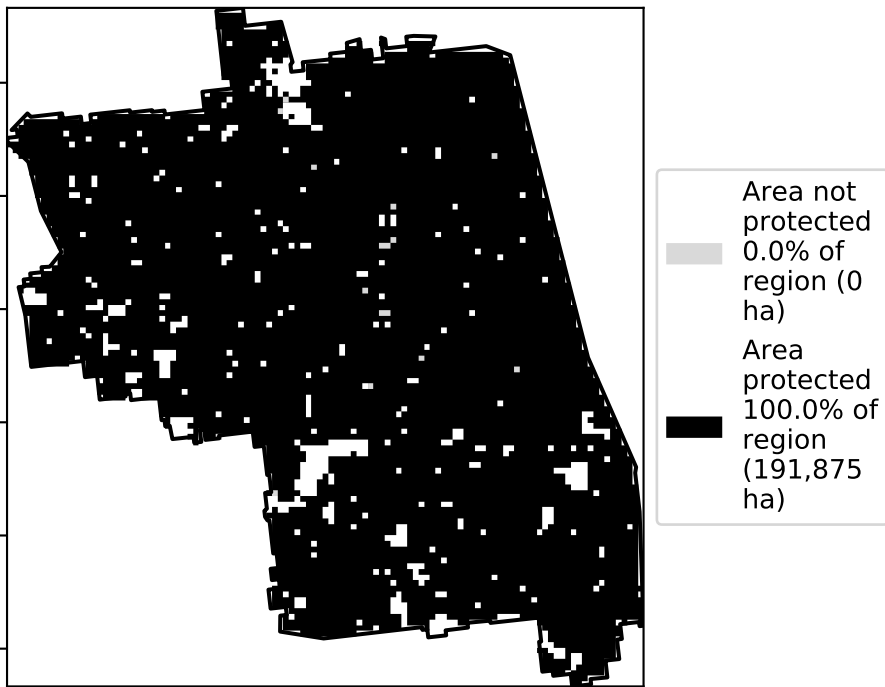 Area not
protected
0.0% of
region (0
ha)
Area
protected
100.0% of
region
(191,875
ha)